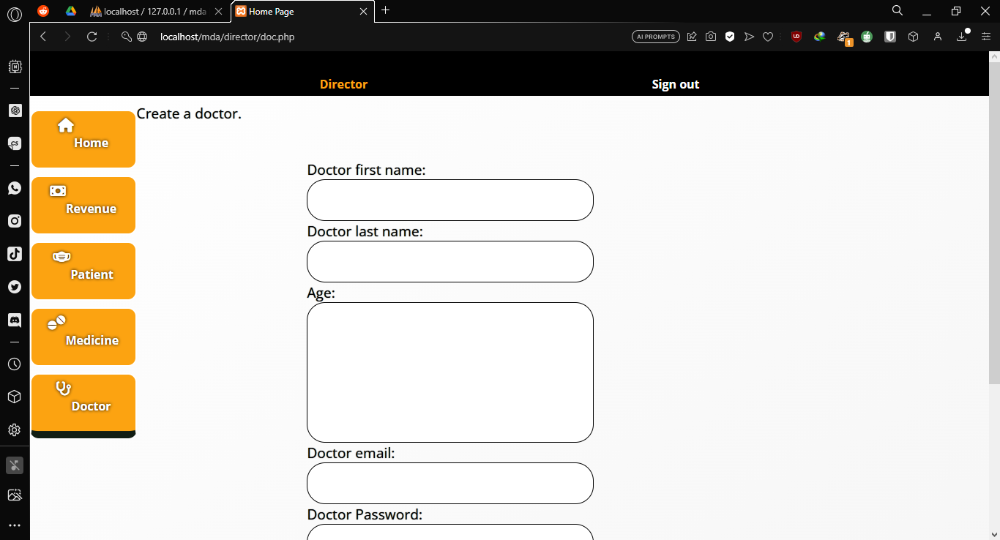 localhost / 127.0.0.1 / mda
Home Page
localhost/mda/director/doc.php
AI PROMPTS
1
Director
Sign out
Create a doctor.
Home
Revenue
Patient
Medicine
Doctor
Doctor first name:
Doctor last name:
Age:
Doctor email:
Doctor Password: